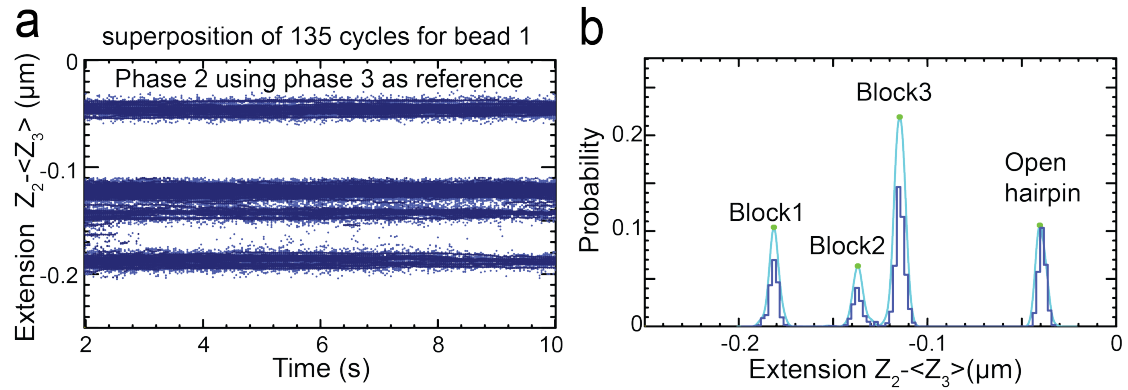 a
superposition of 135 cycles for bead 1
Phase 2 using phase 3 as reference
Extension Z2-<Z3> (µm)
0
-0.1
-0.2
2
4
6
8
10
Time (s)
b
Block3
Open
hairpin
Block1
Block2
Probability
0.2
0.1
0
-0.2
-0.1
0
Extension Z2-<Z3>(µm)